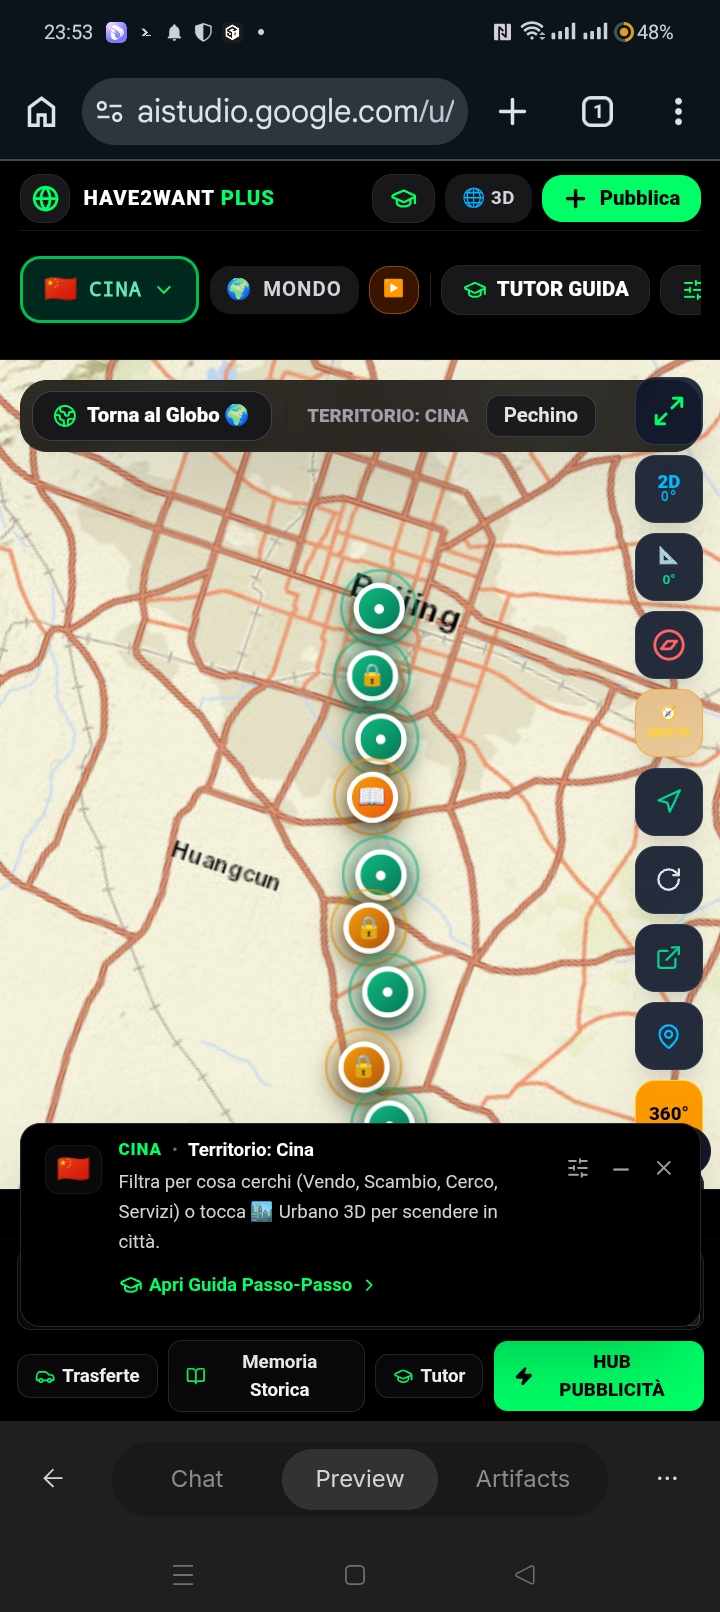 23:53
48%
aistudio.google.com/u/
1
HAVE2WANT PLUS
3D
Pubblica
CINA
MONDO
TUTOR GUIDA
Torna al Globo
TERRITORIO: CINA
Pechino
2D
0°
0°
Huangcun
360°
CINA · Territorio: Cina
Filtra per cosa cerchi (Vendo, Scambio, Cerco,
Servizi) o tocca 🏙️ Urbano 3D per scendere in
città.
Apri Guida Passo-Passo
Trasferte
Memoria
Storica
Tutor
HUB
PUBBLICITÀ
Chat
Preview
Artifacts